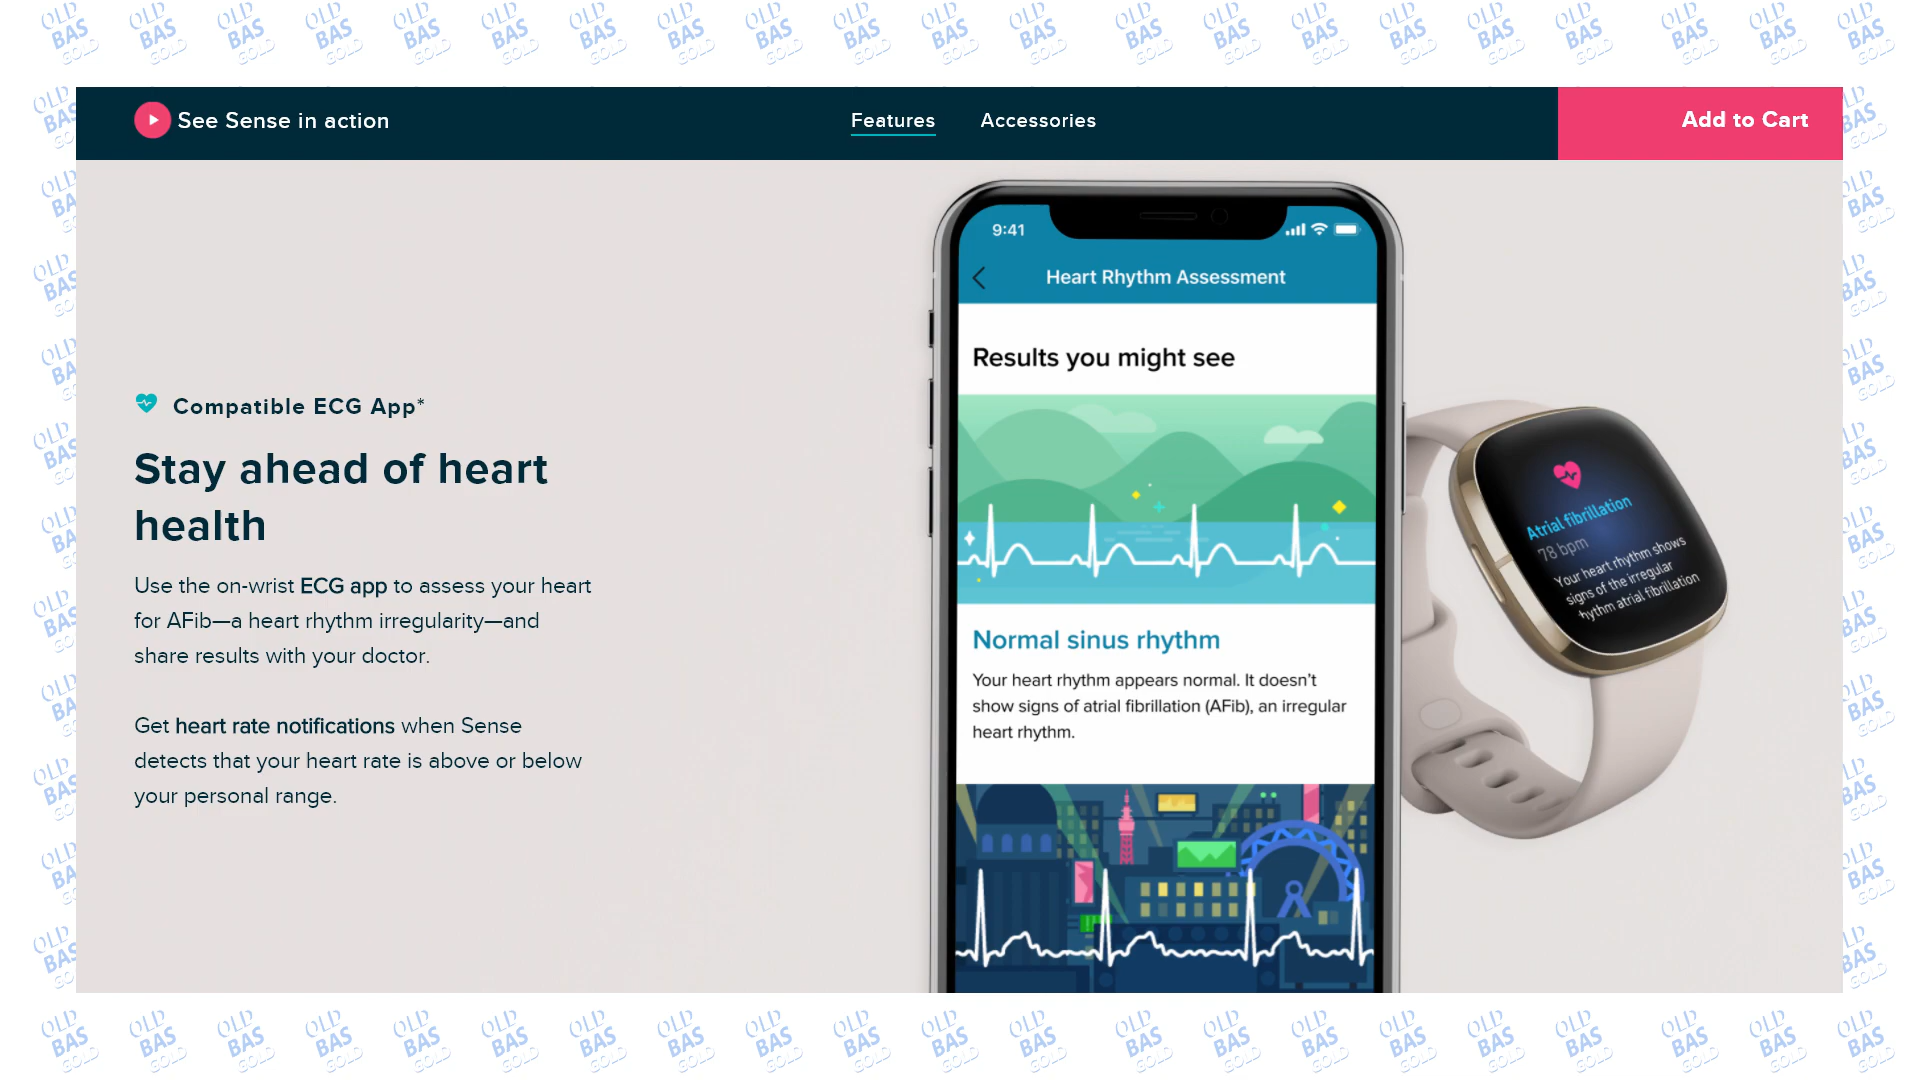 OLD BAS GOLD
See Sense in action
Features
Accessories
Add to Cart
Compatible ECG App*
Stay ahead of heart
health
Use the on-wrist ECG app to assess your heart
for AFib—a heart rhythm irregularity—and
share results with your doctor.
Get heart rate notifications when Sense
detects that your heart rate is above or below
your personal range.
9:41
Heart Rhythm Assessment
Results you might see
Normal sinus rhythm
Your heart rhythm appears normal. It doesn't
show signs of atrial fibrillation (AFib), an irregular
heart rhythm.
Atrial fibrillation
78 bpm
Your heart rhythm shows
signs of the irregular
rhythm atrial fibrillation